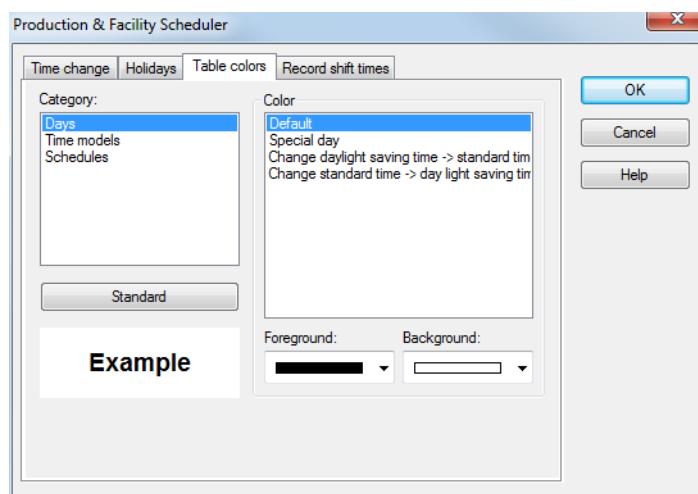 Production & Facility Scheduler
Time change
Holidays
Table colors
Record shift times
Category:
Days
Time models
Schedules
Standard
Example
Color
Default
Special day
Change daylight saving time -> standard tim
Change standard time -> day light saving tim
Foreground:
Background:
OK
Cancel
Help